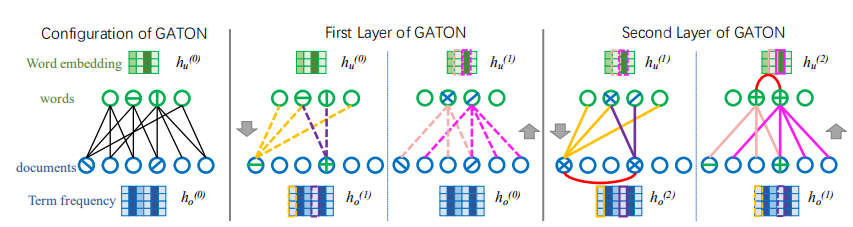 Configuration of GATON
First Layer of GATON
Second Layer of GATON
Word embedding
h_u^(0)
h_u^(0)
h_u^(1)
h_u^(1)
h_u^(2)
words
documents
Term frequency
h_o^(0)
h_o^(1)
h_o^(0)
h_o^(2)
h_o^(1)